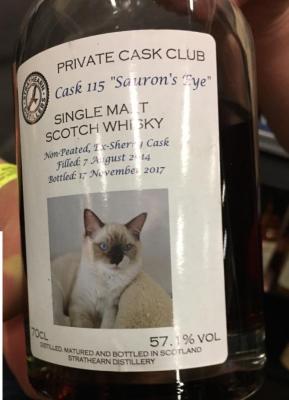 STRATHEARN
PRIVATE CASK CLUB
Cask 115 "Sauron's Eye"
SINGLE MALT
SCOTCH WHISKY
Non-Peated, Ex-Sherry Cask
Filled: 7 August 2014
Bottled: 17 November 2017
70CL
57.1% VOL
DISTILLED, MATURED AND BOTTLED IN SCOTLAND
STRATHEARN DISTILLERY